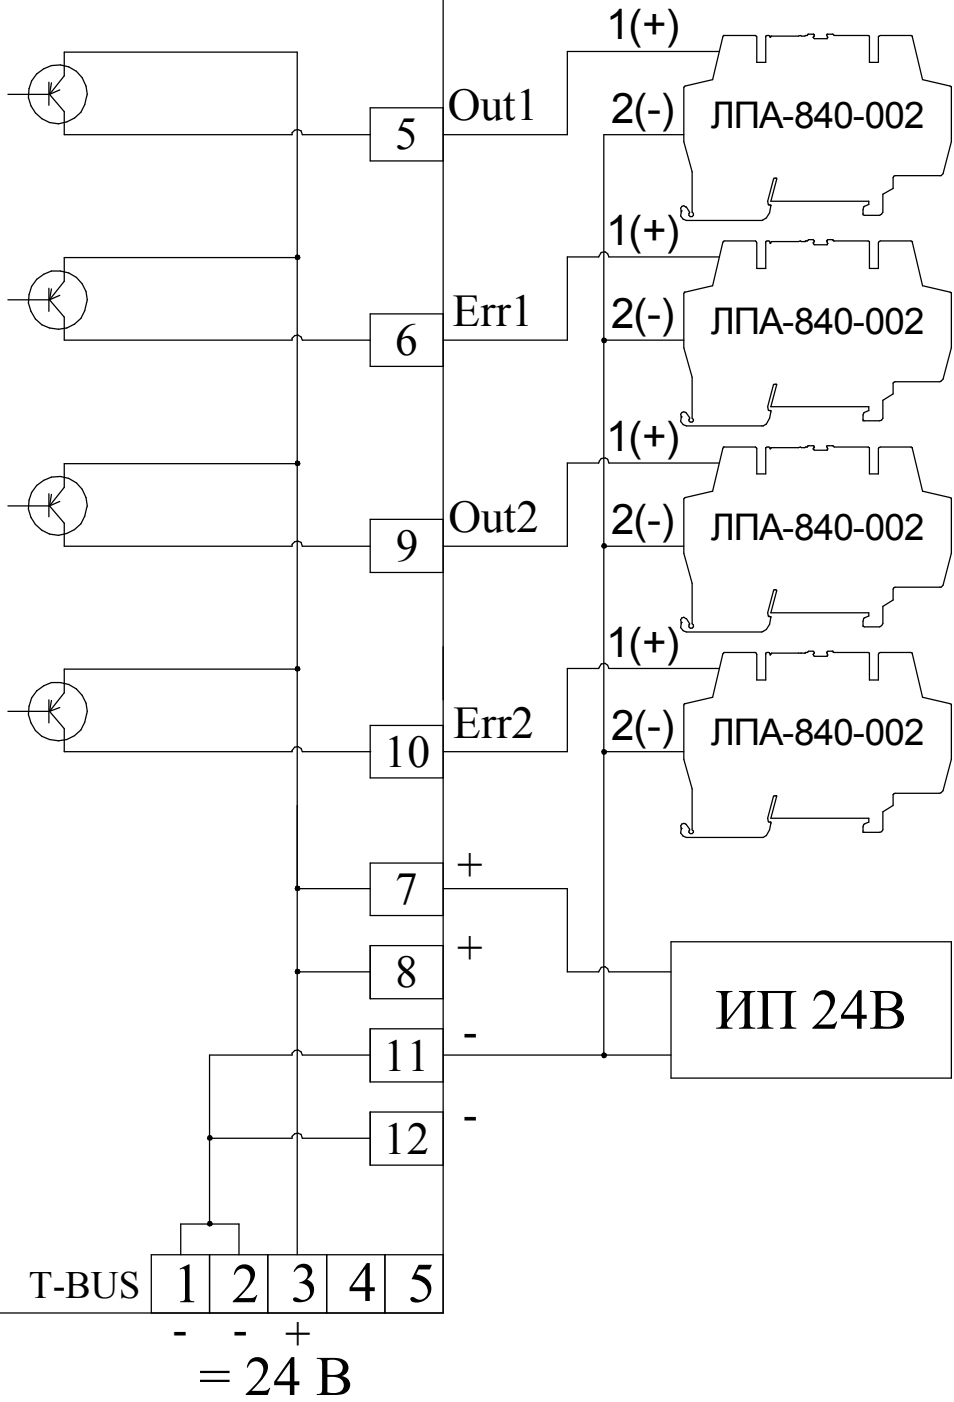 1(+)
Out1
5
2(-)
ЛПА-840-002
1(+)
Err1
6
2(-)
ЛПА-840-002
1(+)
Out2
9
2(-)
ЛПА-840-002
1(+)
Err2
10
2(-)
ЛПА-840-002
7
+
8
+
ИП 24В
11
-
12
-
T-BUS 1 2 3 4 5
- - +
= 24 В